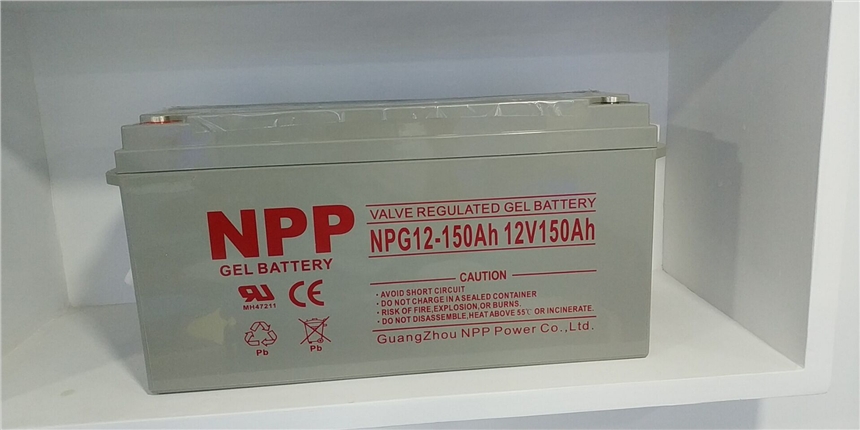 NPP
GEL BATTERY
MH47211
CE
Pb
Pb
VALVE REGULATED GEL BATTERY
NPG12-150Ah 12V150Ah
CAUTION
· AVOID SHORT CIRCUIT
· DO NOT CHARGE IN A SEALED CONTAINER
· RISK OF FIRE,EXPLOSION,OR BURNS.
· DO NOT DISASSEMBLE,HEAT ABOVE 55℃ OR INCINERATE.
GuangZhou NPP Power Co.,Ltd.